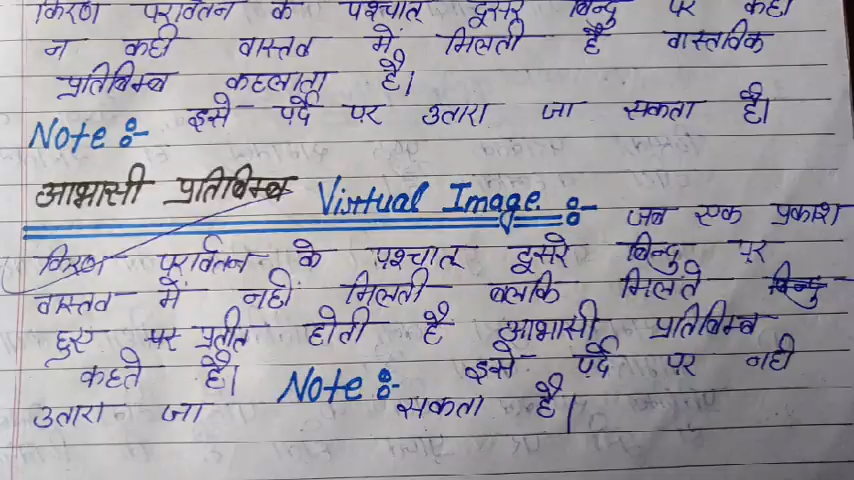 किरण परावर्तन के पश्चात दूसरे बिन्दु पर कही
न कही वास्तव में मिलती है वास्तविक
प्रतिबिम्ब कहलाता है।
Note :- इसे पर्दे पर उतारा जा सकता है।
आभासी प्रतिबिम्ब Virtual Image :- जब एक प्रकाश
किरण परावर्तन के पश्चात दूसरे बिन्दु पर
वास्तव में नहीं मिलती बल्कि मिलते
हुए पर प्रतीत होती है आभासी प्रतिबिम्ब
कहते है। Note :- इसे पर्दे पर नही
उतारा जा सकता है।